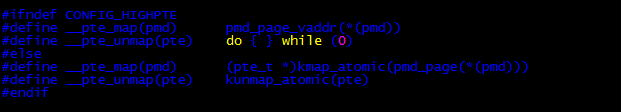 #ifndef CONFIG_HIGHPTE
#define __pte_map(pmd) pmd_page_vaddr(*(pmd))
#define __pte_unmap(pte) do { } while (0)
#else
#define __pte_map(pmd) (pte_t *)kmap_atomic(pmd_page(*(pmd)))
#define __pte_unmap(pte) kunmap_atomic(pte)
#endif